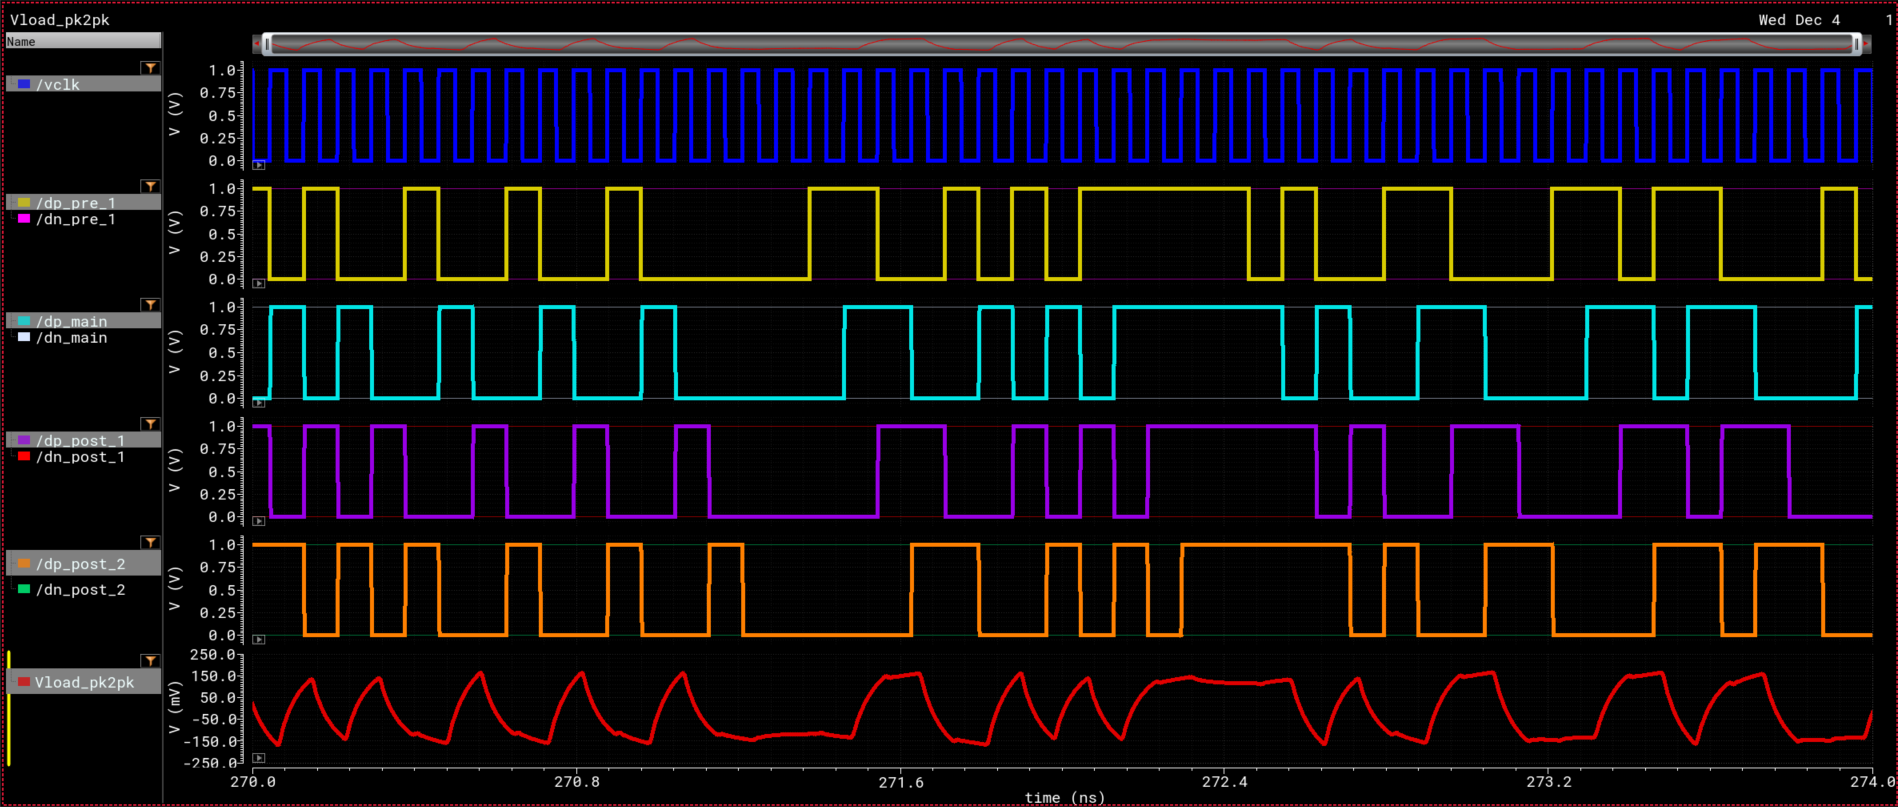 Vload_pk2pk
Wed Dec 4 1
Name
/vclk
V (V)
1.0
0.75
0.5
0.25
0.0
/dp_pre_1
/dn_pre_1
V (V)
1.0
0.75
0.5
0.25
0.0
/dp_main
/dn_main
V (V)
1.0
0.75
0.5
0.25
0.0
/dp_post_1
/dn_post_1
V (V)
1.0
0.75
0.5
0.25
0.0
/dp_post_2
/dn_post_2
V (V)
1.0
0.75
0.5
0.25
0.0
Vload_pk2pk
V (mV)
250.0
150.0
50.0
-50.0
-150.0
-250.0
270.0 270.8 271.6 272.4 273.2 274.0
time (ns)